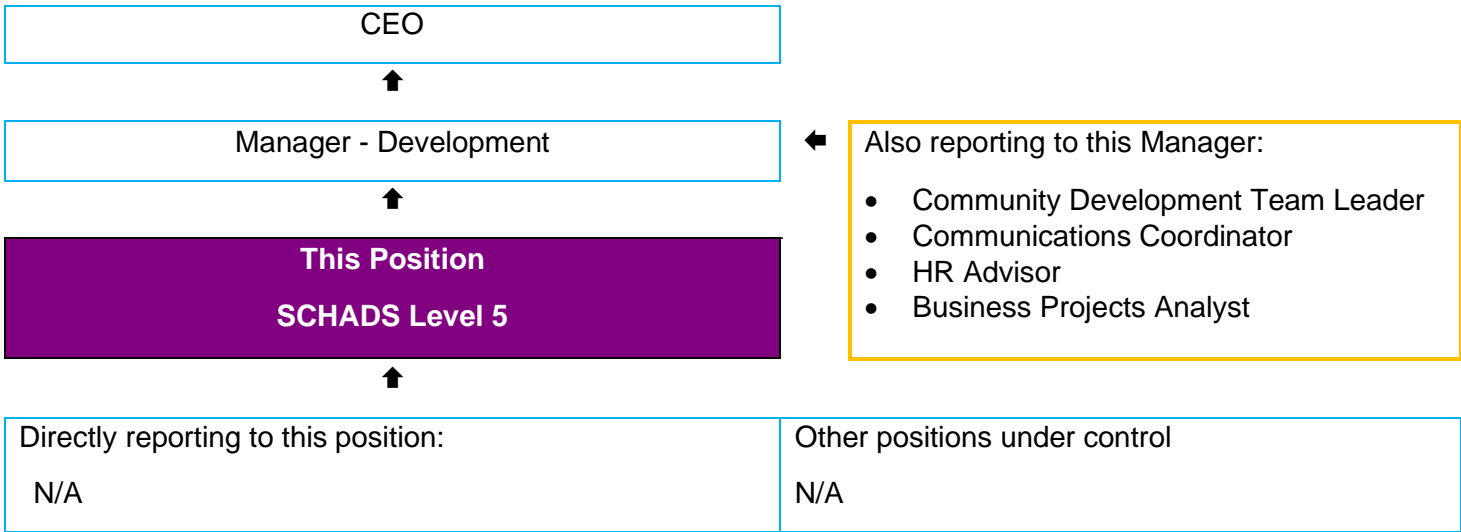 CEO
Manager - Development
Also reporting to this Manager:
• Community Development Team Leader
• Communications Coordinator
• HR Advisor
• Business Projects Analyst
This Position
SCHADS Level 5
Directly reporting to this position:
N/A
Other positions under control
N/A